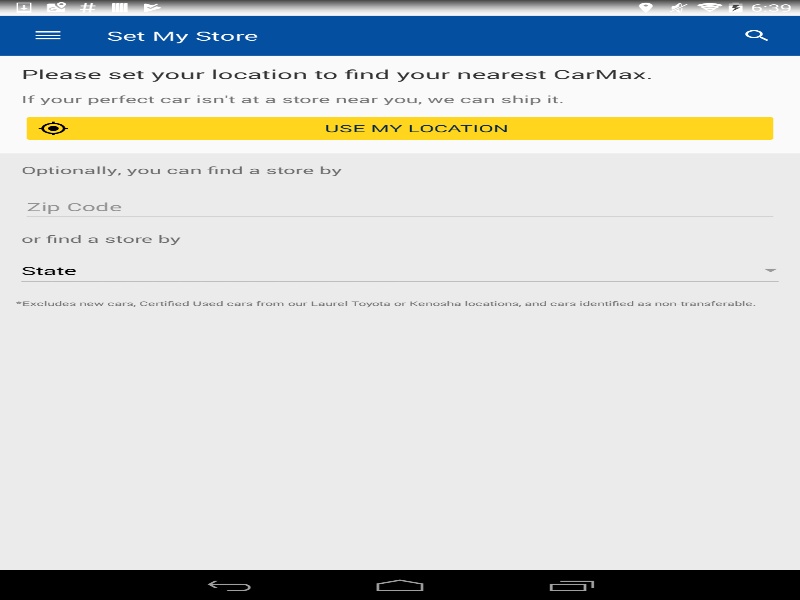 6:39
Set My Store
Please set your location to find your nearest CarMax.
If your perfect car isn't at a store near you, we can ship it.
USE MY LOCATION
Optionally, you can find a store by
Zip Code
or find a store by
State
*Excludes new cars, Certified Used cars from our Laurel Toyota or Kenosha locations, and cars identified as non transferable.